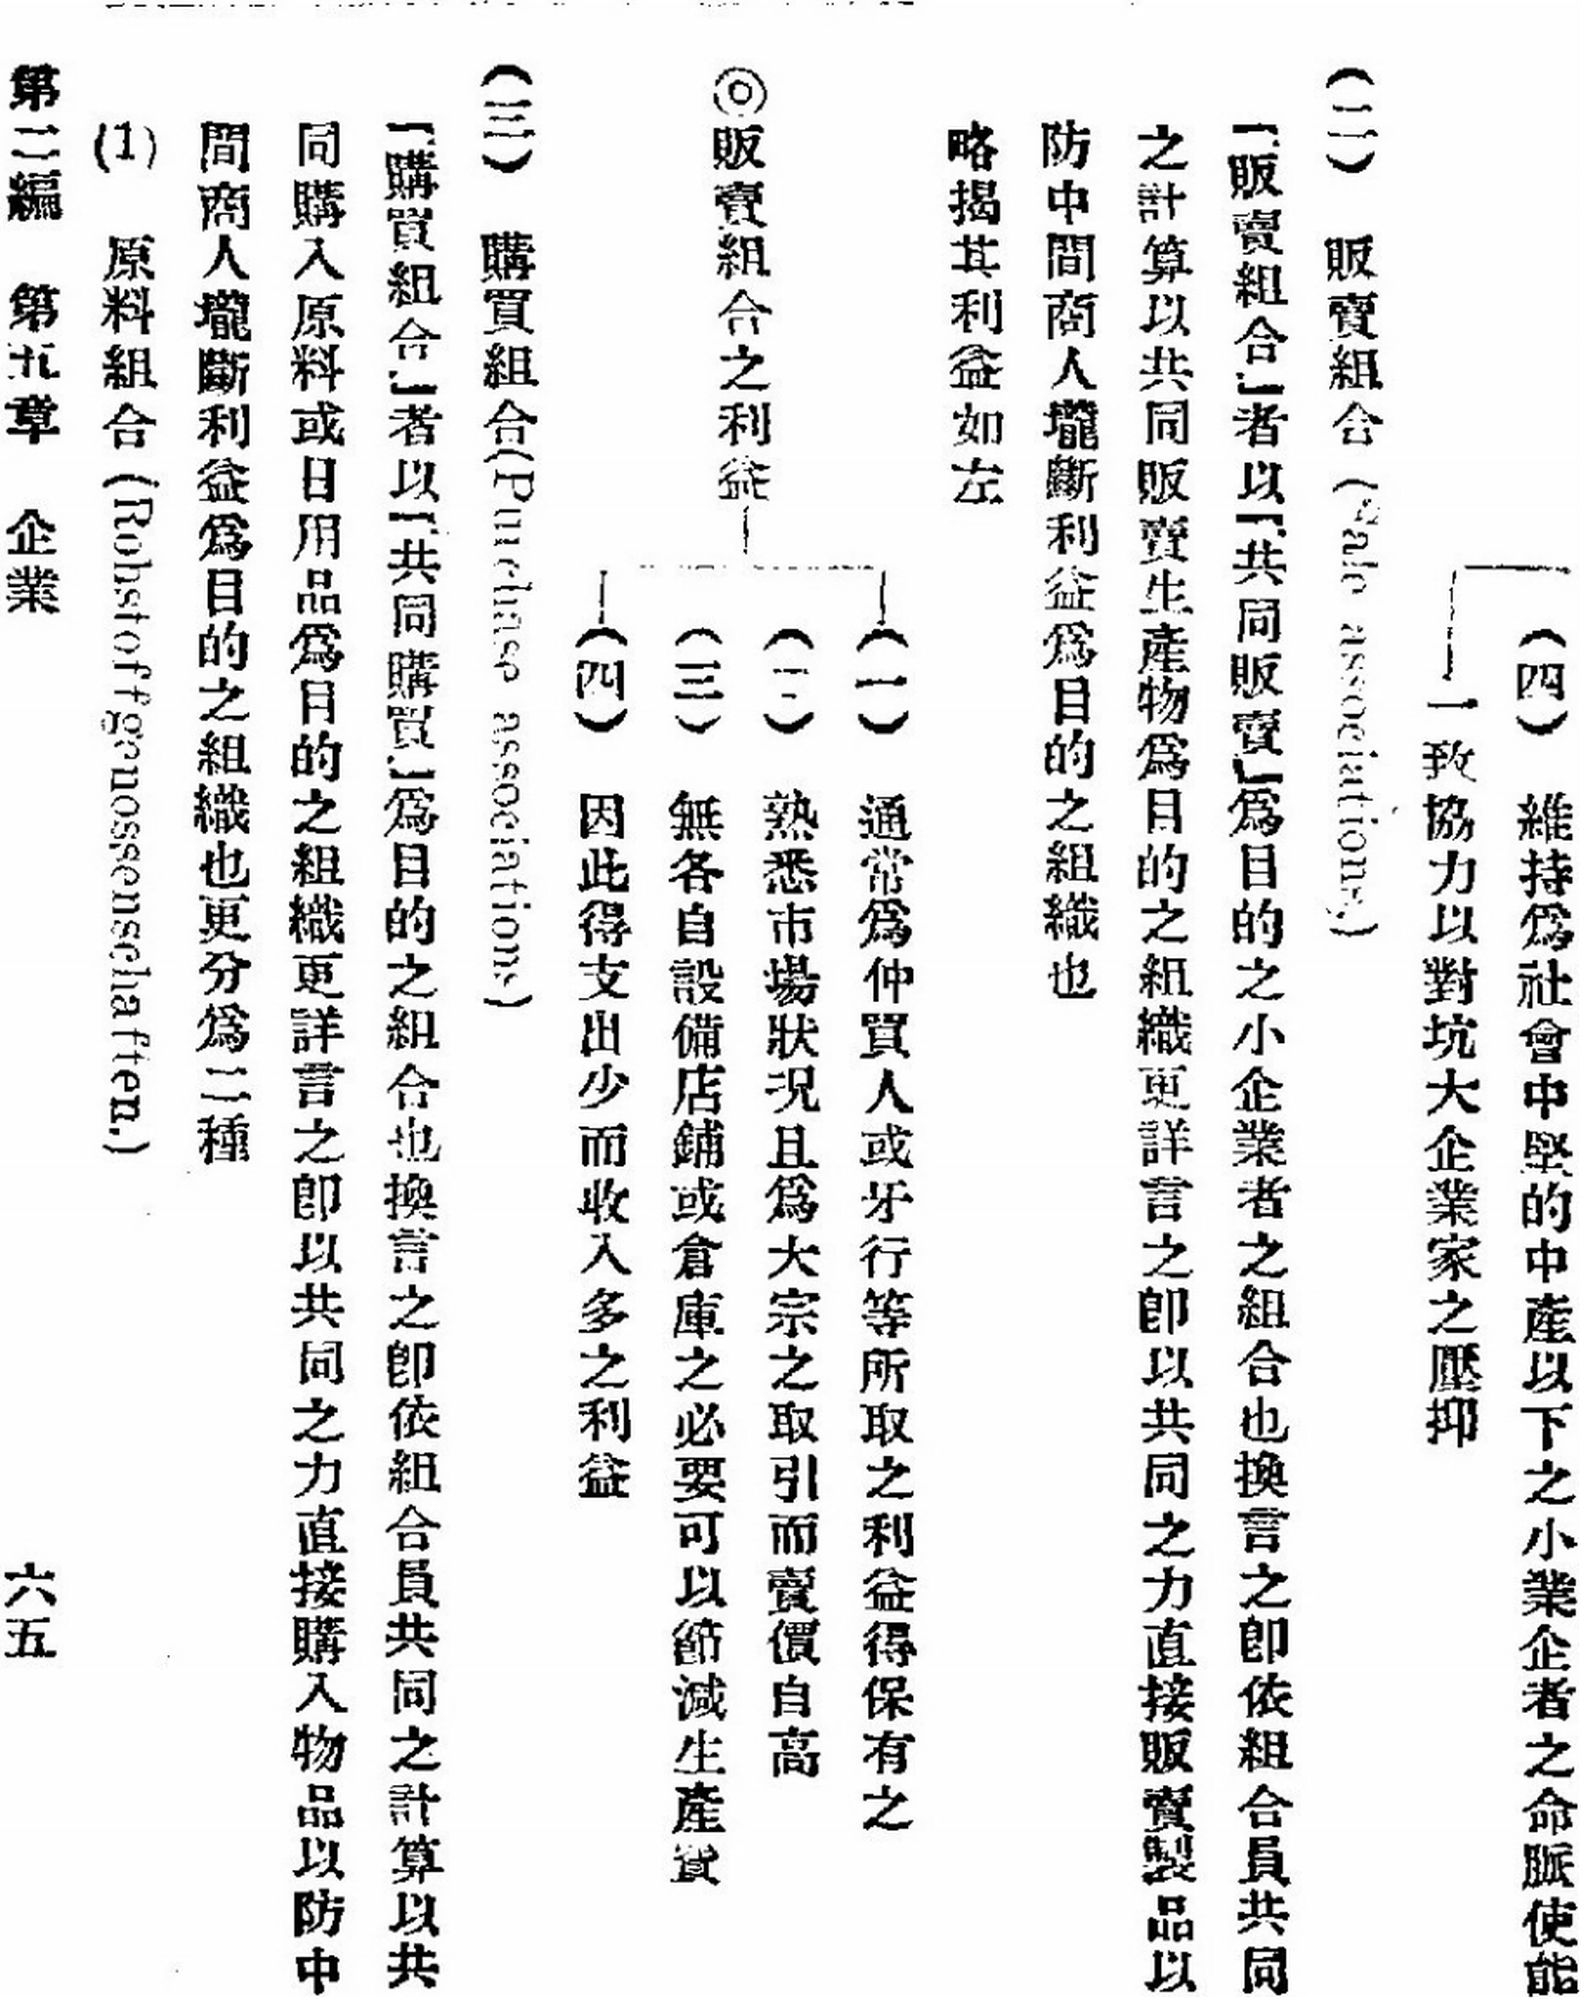 (四)　維持爲社會中堅的中產以下之小業企者之命脈使能
一致協力以對坑大企業家之壓抑
(二)　販賣組合 (Sale associations)
「販賣組合」者以「共同販賣」爲目的之小企業者之組合也換言之卽依組合員共同
之計算以共同販賣生產物爲目的之組織更詳言之卽以共同之力直接販賣製品以
防中間商人壟斷利益爲目的之組織也
略揭其利益如左
◎販賣組合之利益
(一)　通常爲仲買人或牙行等所取之利益得保有之
(二)　熟悉市場狀况且爲大宗之取引而賣價自高
(三)　無各自設備店鋪或倉庫之必要可以節減生產費
(四)　因此得支出少而收入多之利益
(三)　購買組合(Purchase associations)
「購買組合」者以「共同購買」爲目的之組合也換言之卽依組合員共同之計算以共
同購入原料或日用品爲目的之組織更詳言之卽以共同之力直接購入物品以防中
間商人壟斷利益爲目的之組織也更分爲二種
(1)　原料組合 (Rohstoffgenossenschaften.)
第二編　第五章　企業　六五